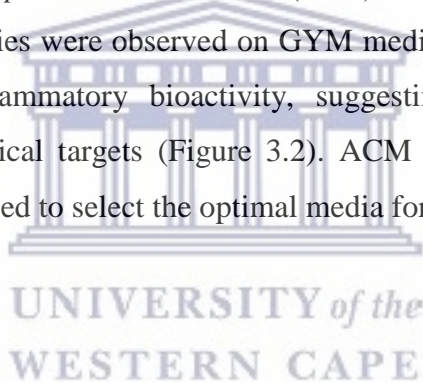 ies were observed on GYM medi
ammatory bioactivity, suggesti
ical targets (Figure 3.2). ACM
ed to select the optimal media for
UNIVERSITY of the
WESTERN CAPE